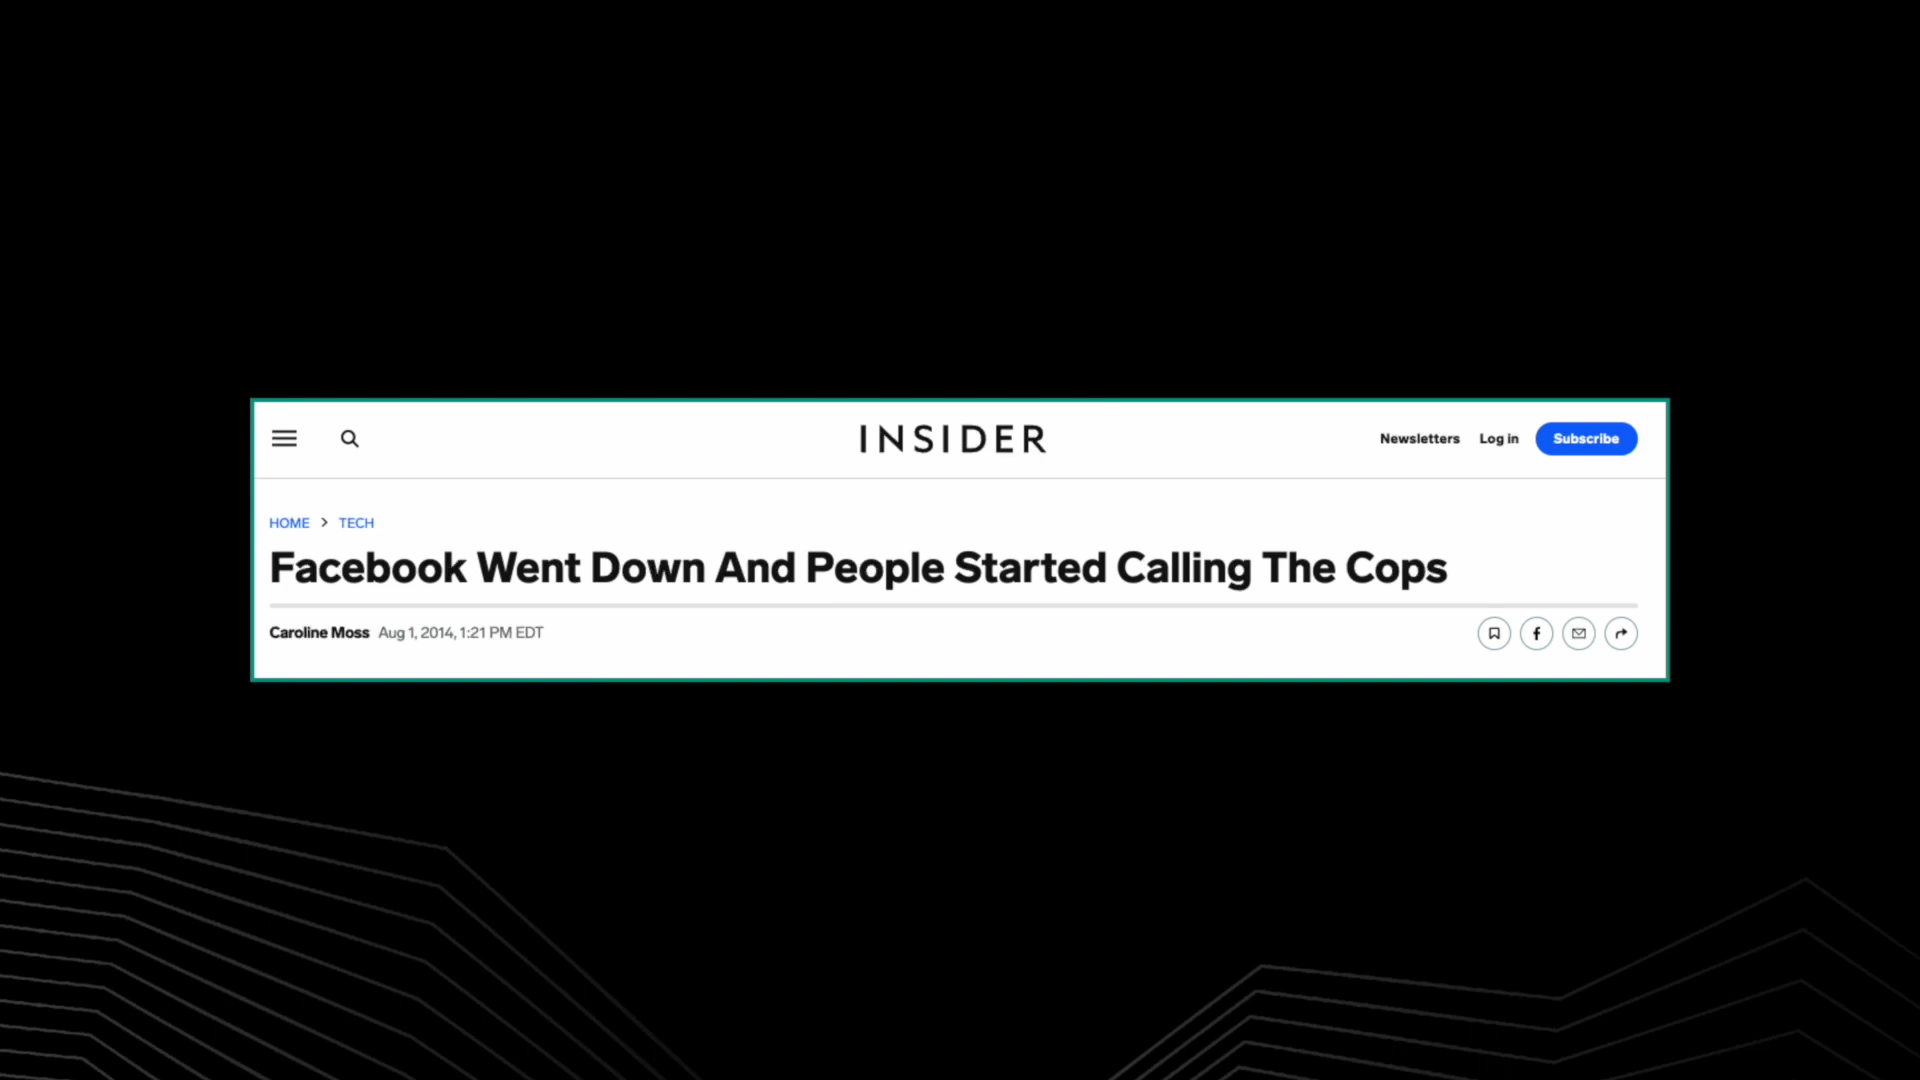 INSIDER
Newsletters Log in Subscribe
HOME > TECH
Facebook Went Down And People Started Calling The Cops
Caroline Moss Aug 1, 2014, 1:21 PM EDT